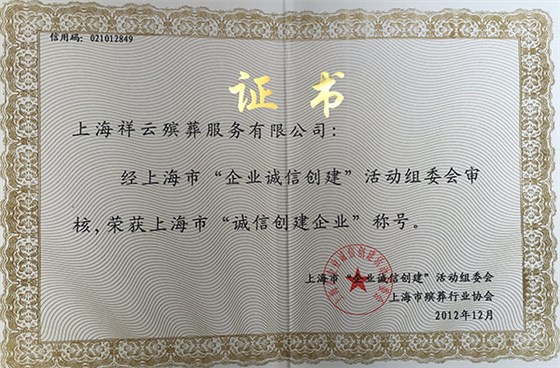 信用码：021012849
证书
上海祥云殡葬服务有限公司：
经上海市“企业诚信创建”活动组委会审
核，荣获上海市“诚信创建企业”称号。
上海市“企业诚信创建”活动组委会
上海市殡葬行业协会
2012年12月